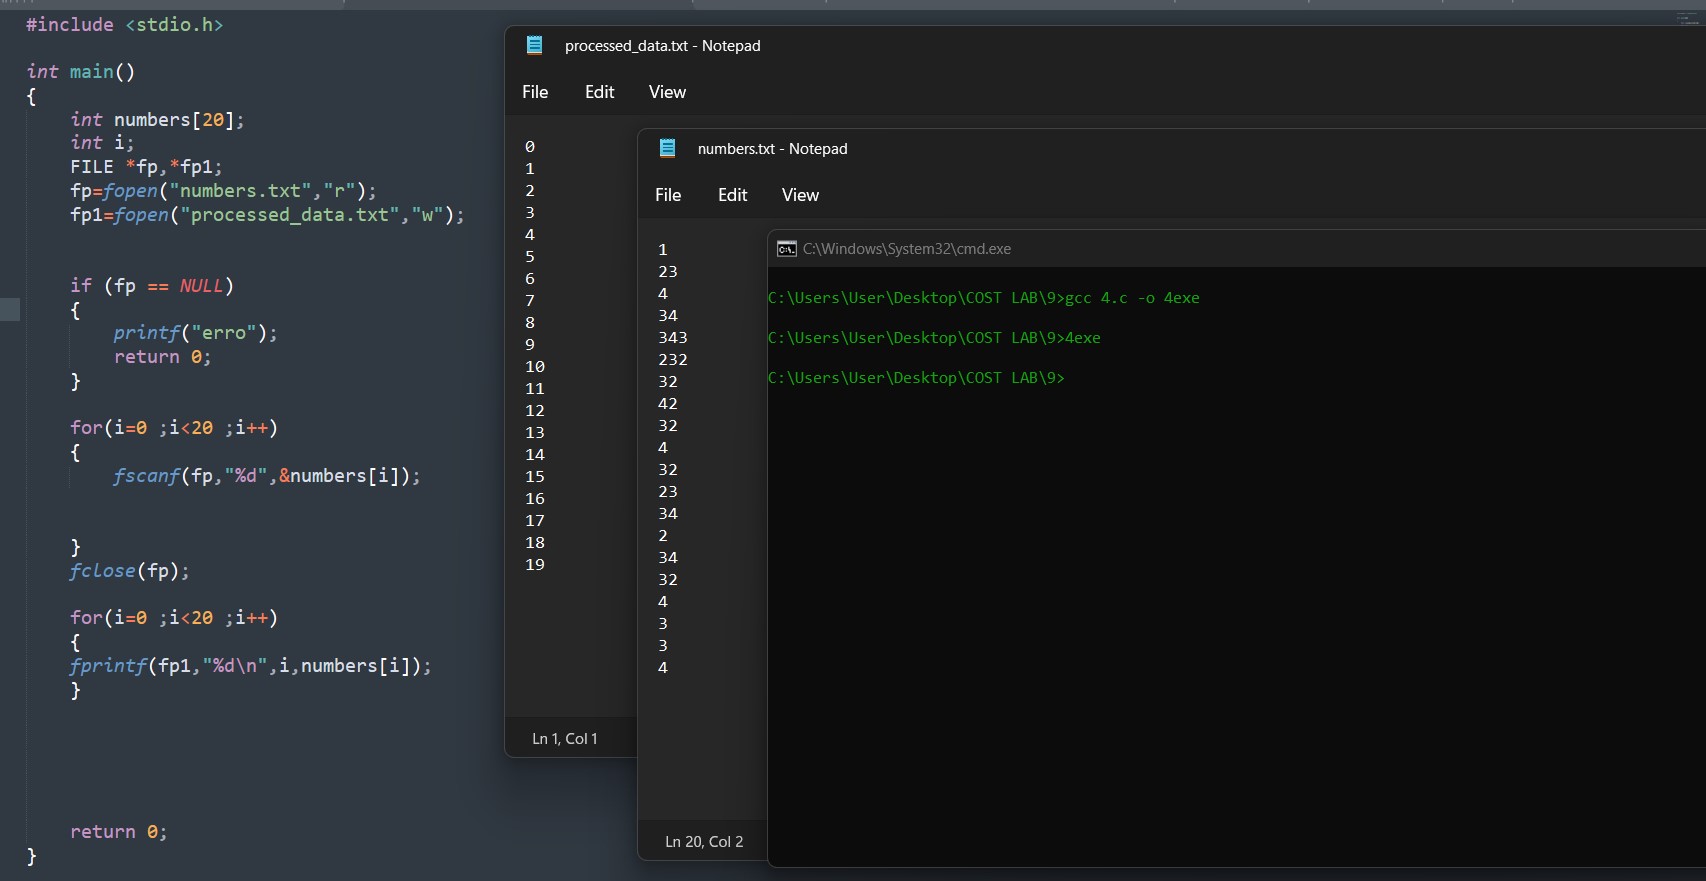 #include <stdio.h>
int main()
{
int numbers[20];
int i;
FILE *fp,*fp1;
fp=fopen("numbers.txt","r");
fp1=fopen("processed_data.txt","w");
if (fp == NULL)
{
printf("erro");
return 0;
}
for(i=0 ;i<20 ;i++)
{
fscanf(fp,"%d",&numbers[i]);
}
fclose(fp);
for(i=0 ;i<20 ;i++)
{
fprintf(fp1,"%d\n",i,numbers[i]);
}
return 0;
}
processed_data.txt - Notepad
File Edit View
0
1
2
3
4
5
6
7
8
9
10
11
12
13
14
15
16
17
18
19
Ln 1, Col 1
numbers.txt - Notepad
File Edit View
1
23
4
34
343
232
32
42
32
4
32
23
34
2
34
32
4
3
3
4
Ln 20, Col 2
C:\Windows\System32\cmd.exe
C:\Users\User\Desktop\COST LAB\9>gcc 4.c -o 4exe
C:\Users\User\Desktop\COST LAB\9>4exe
C:\Users\User\Desktop\COST LAB\9>